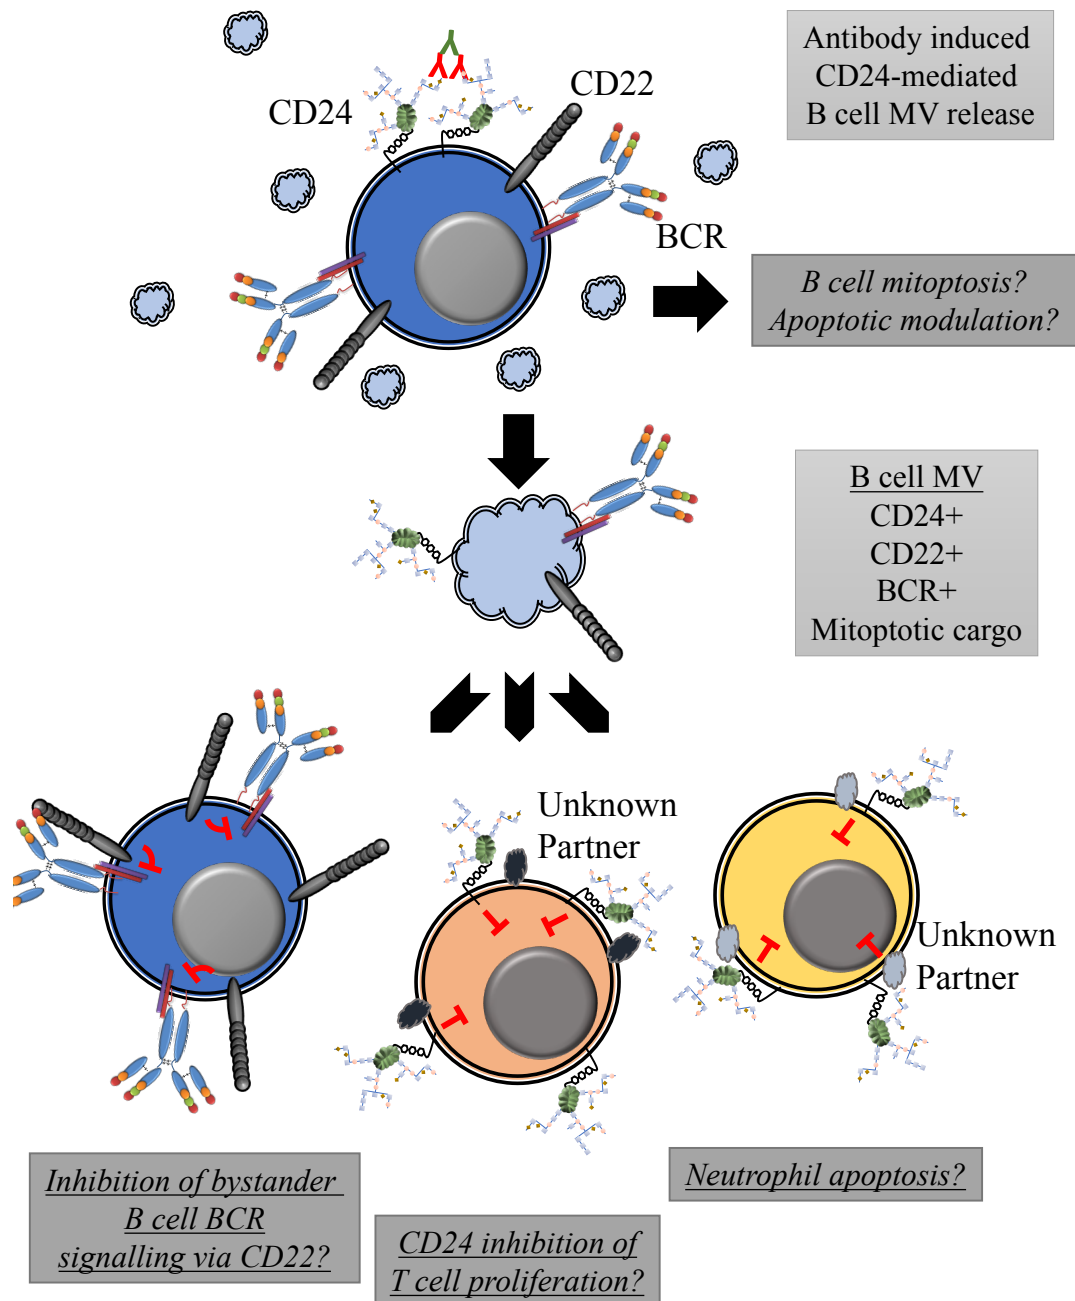 Antibody induced
CD24-mediated
B cell MV release
CD24
CD22
BCR
B cell mitoptosis?
Apoptotic modulation?
B cell MV
CD24+
CD22+
BCR+
Mitoptotic cargo
Unknown
Partner
Unknown
Partner
Inhibition of bystander
B cell BCR
signalling via CD22?
CD24 inhibition of
T cell proliferation?
Neutrophil apoptosis?